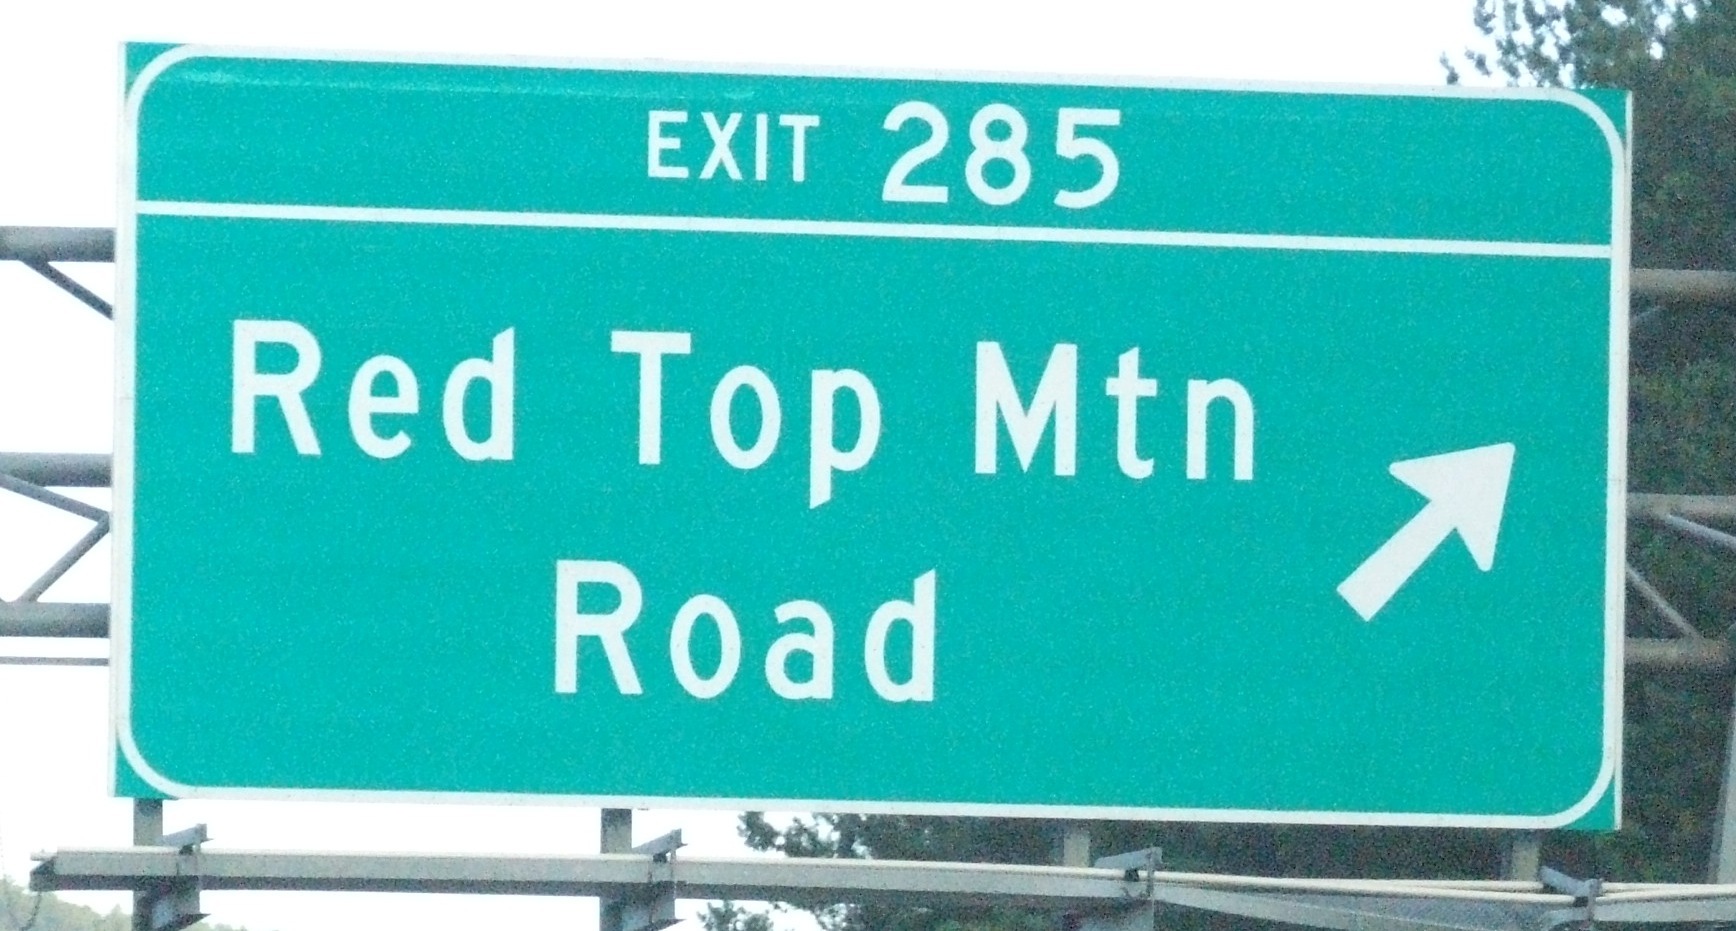 EXIT 285
Red Top Mtn
Road